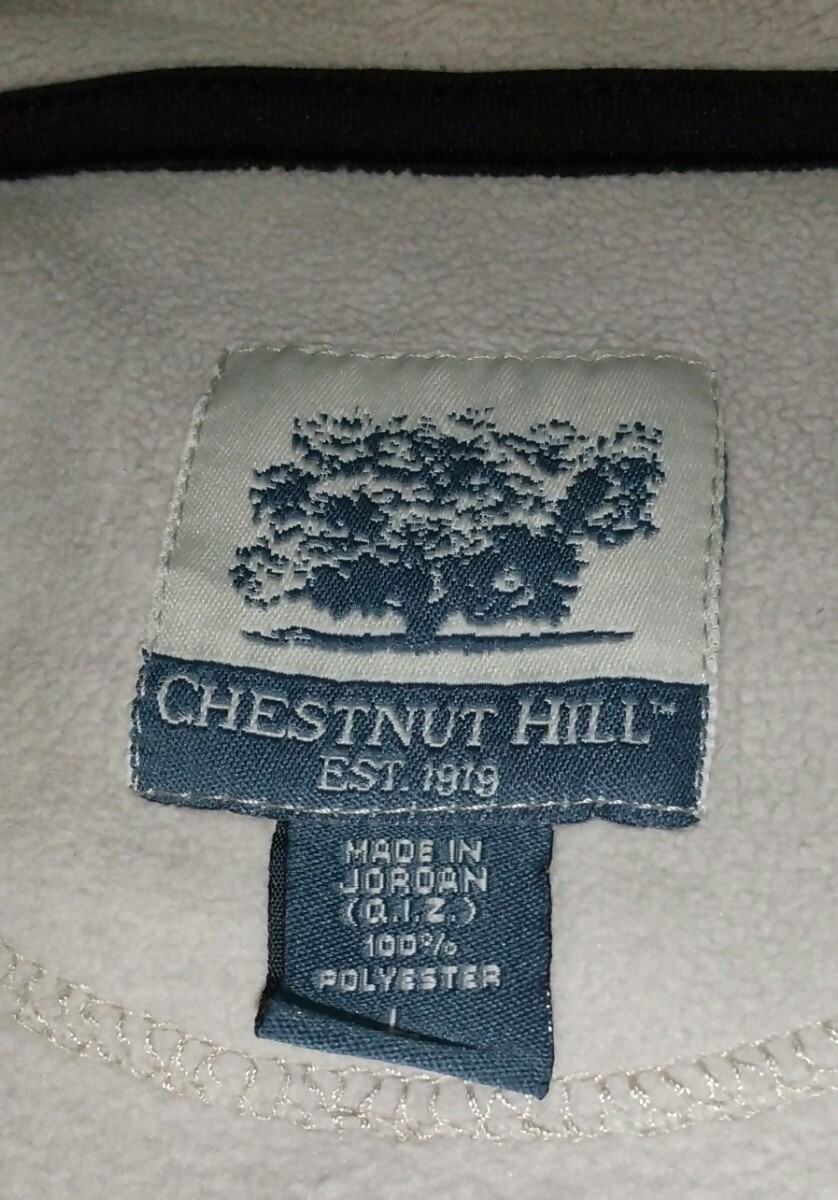 CHESTNUT HILL™
EST. 1919
MADE IN
JORDAN
(Q.I.Z.)
100%
POLYESTER